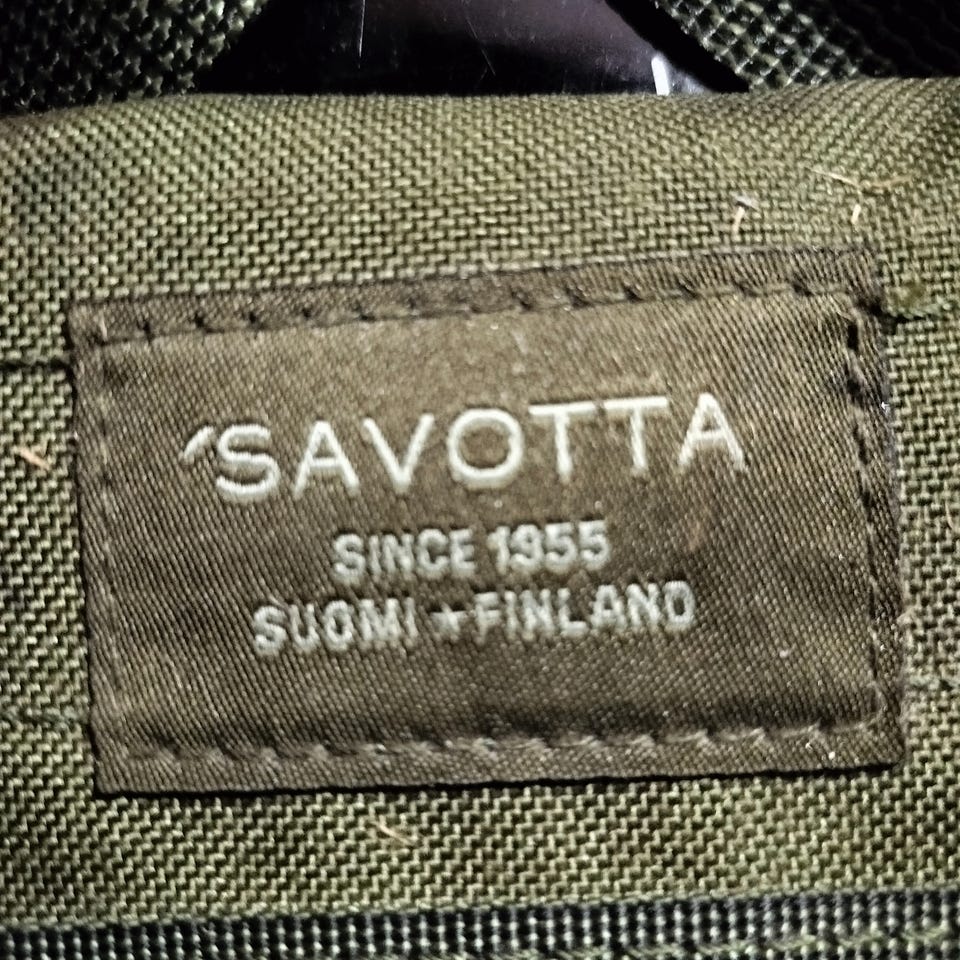 'SAVOTTA
SINCE 1955
SUOMI ★ FINLAND